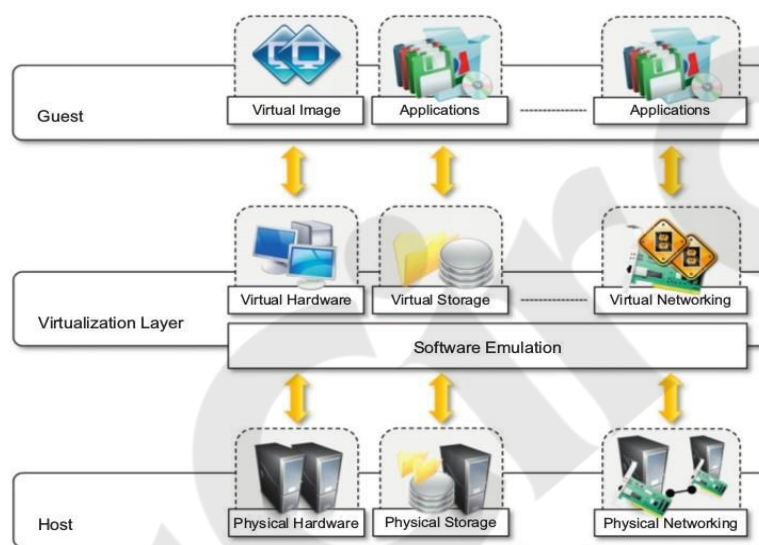 Virtual Image
Applications
Applications
Guest
Virtual Hardware
Virtual Storage
Virtual Networking
Virtualization Layer
Software Emulation
Physical Hardware
Physical Storage
Physical Networking
Host